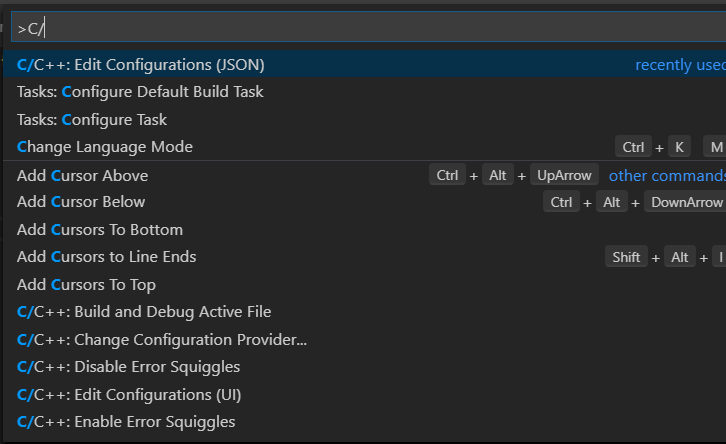 >C/
C/C++: Edit Configurations (JSON) recently used
Tasks: Configure Default Build Task
Tasks: Configure Task
Change Language Mode Ctrl + K M
Add Cursor Above Ctrl + Alt + UpArrow other commands
Add Cursor Below Ctrl + Alt + DownArrow
Add Cursors To Bottom
Add Cursors to Line Ends Shift + Alt + I
Add Cursors To Top
C/C++: Build and Debug Active File
C/C++: Change Configuration Provider...
C/C++: Disable Error Squiggles
C/C++: Edit Configurations (UI)
C/C++: Enable Error Squiggles